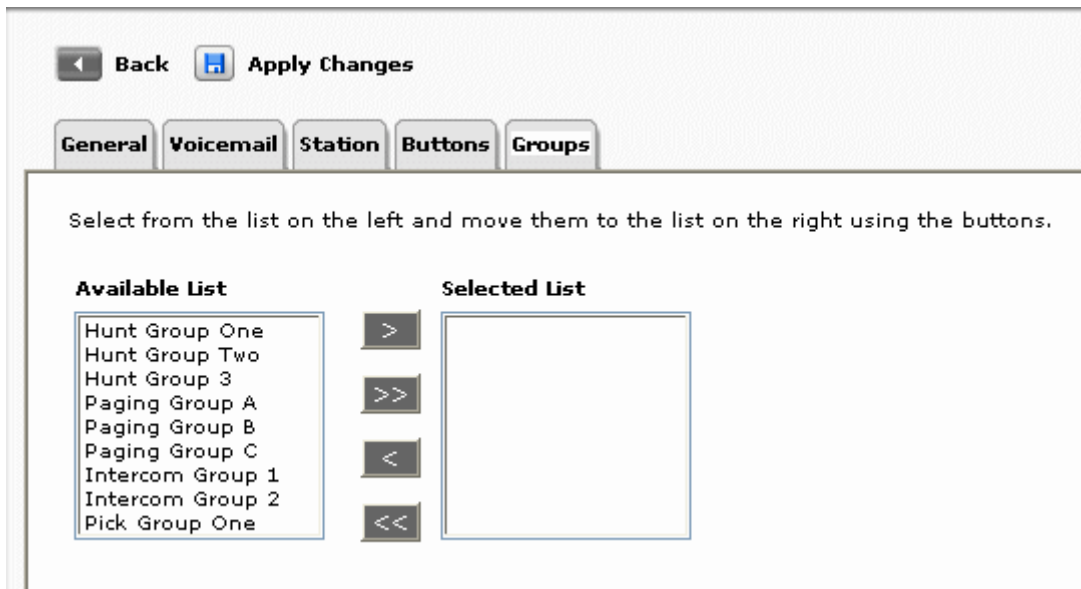 Back Apply Changes
General Voicemail Station Buttons Groups
Select from the list on the left and move them to the list on the right using the buttons.
Available List Selected List
Hunt Group One >
Hunt Group Two
Hunt Group 3
Paging Group A >>
Paging Group B
Paging Group C <
Intercom Group 1
Intercom Group 2
Pick Group One <<